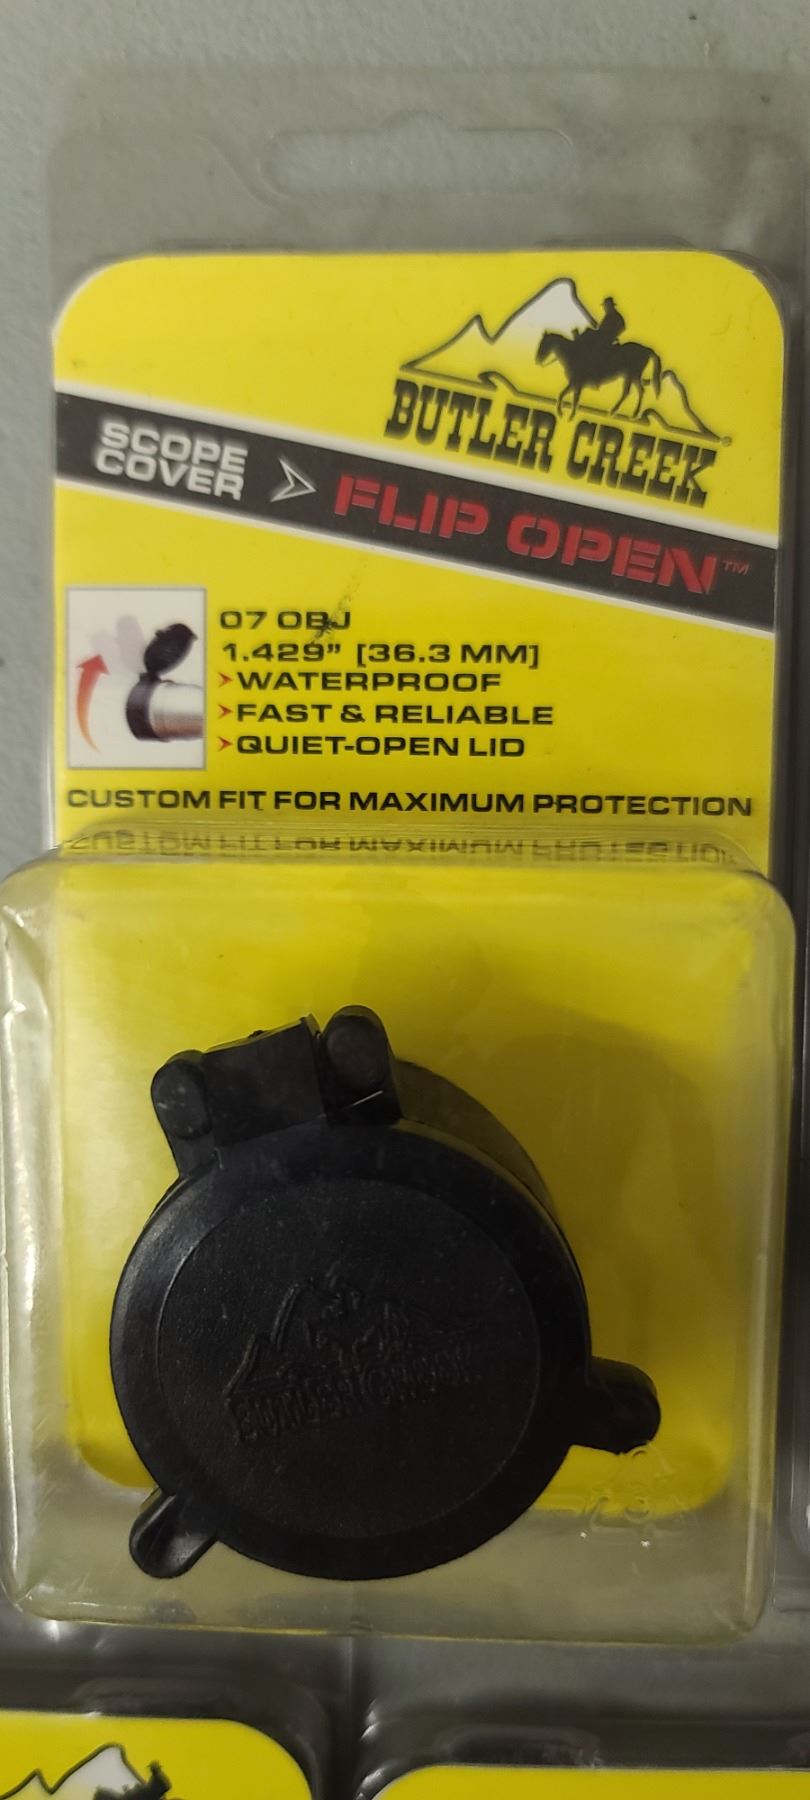 BUTLER CREEK®
SCOPE
COVER
FLIP OPEN™
07 OBJ
1.429" [36.3 MM]
WATERPROOF
FAST & RELIABLE
QUIET-OPEN LID
CUSTOM FIT FOR MAXIMUM PROTECTION
BUTLER CREEK